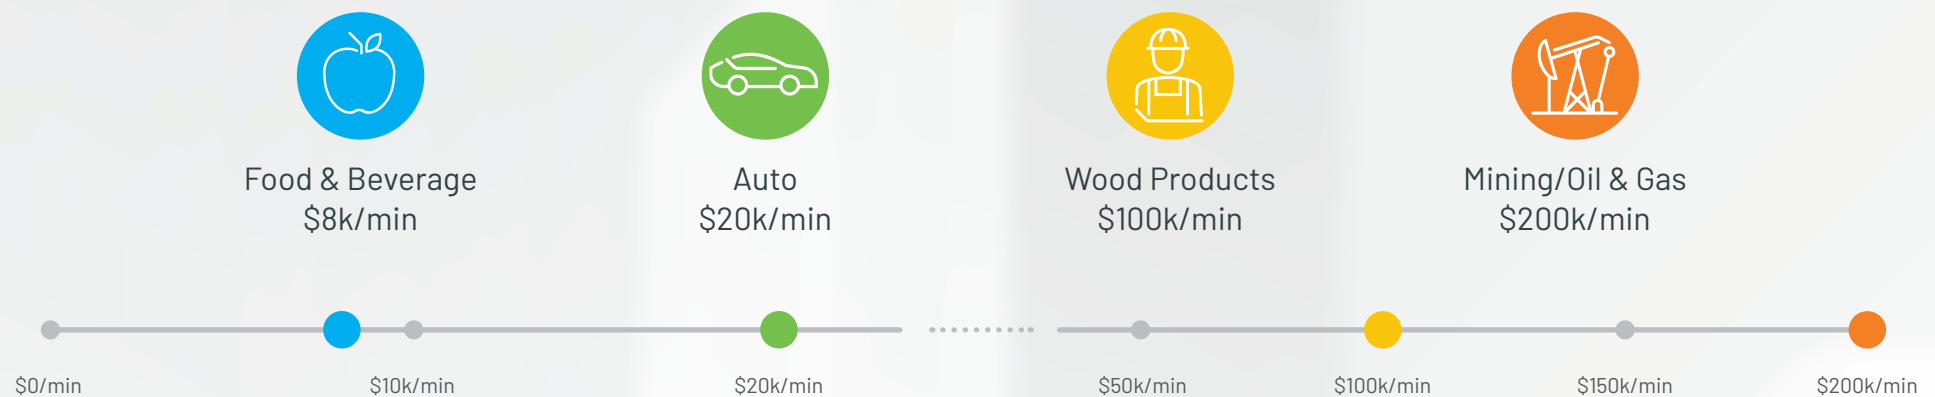 Food & Beverage
$8k/min
Auto
$20k/min
Wood Products
$100k/min
Mining/Oil & Gas
$200k/min
$0/min
$10k/min
$20k/min
$50k/min
$100k/min
$150k/min
$200k/min